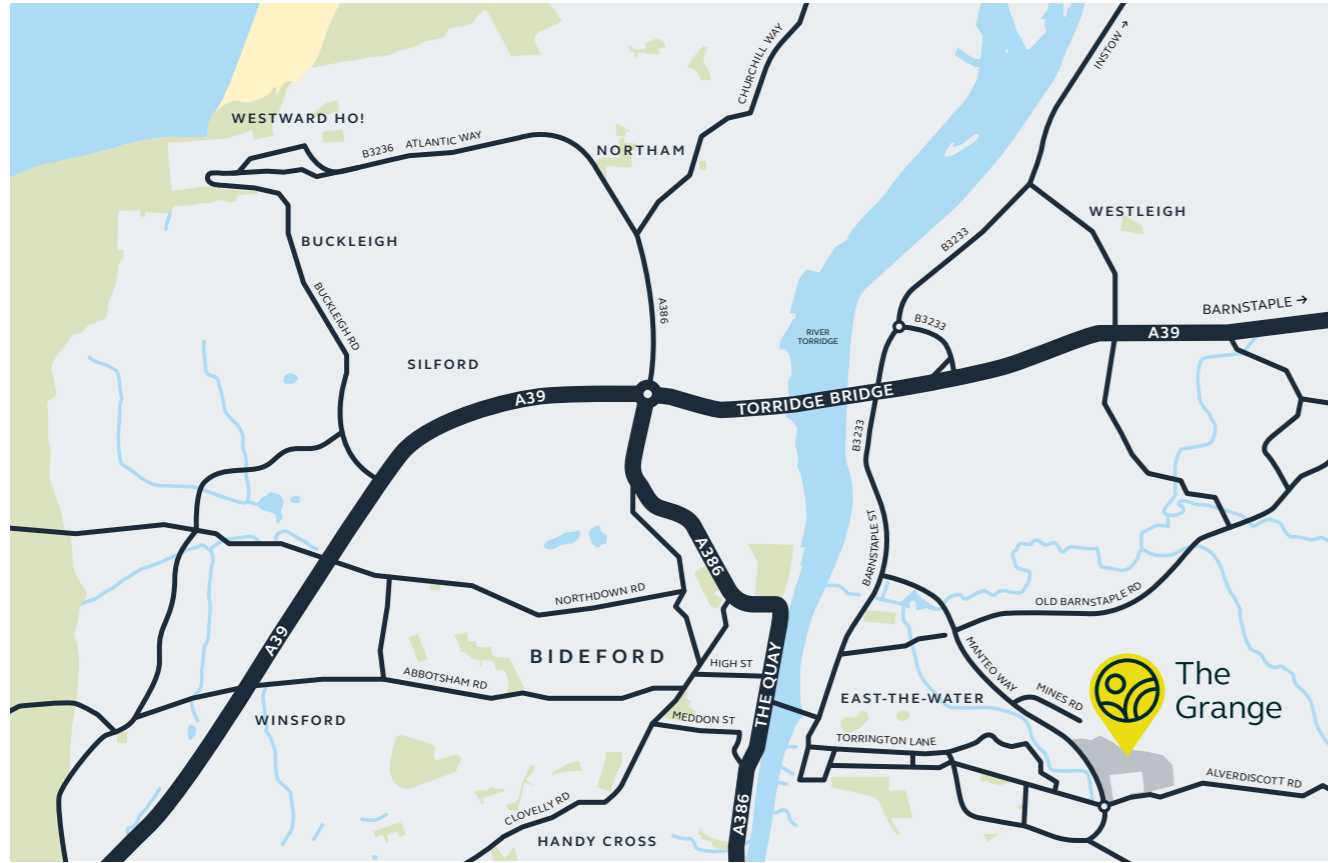 CHURCHILL WAY
INSTOW →
WESTWARD HO!
B3236 ATLANTIC WAY
NORTHAM
WESTLEIGH
BUCKLEIGH
B3233
BUCKLEIGH RD
A386
BARNSTAPLE →
B3233
RIVER
TORRIDGE
A39
SILFORD
A39
TORRIDGE BRIDGE
B3233
BARNSTAPLE ST
A386
NORTHDOWN RD
OLD BARNSTAPLE RD
A39
BIDEFORD
HIGH ST
MANTEO WAY
ABBOTSHAM RD
THE QUAY
EAST-THE-WATER
MINES RD
The
Grange
WINSFORD
MEDDON ST
TORRINGTON LANE
ALVERDISCOTT RD
CLOVELLY RD
A386
HANDY CROSS